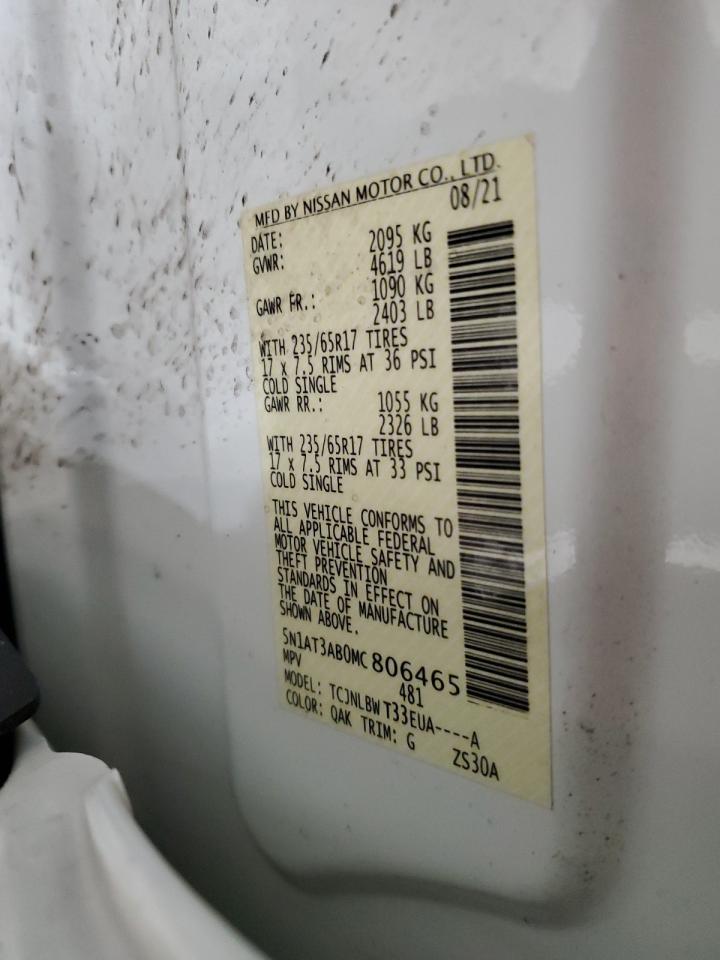 MFD BY NISSAN MOTOR CO., LTD.
DATE: 08/21
GVWR: 2095 KG
4619 LB
GAWR FR.: 1090 KG
2403 LB
WITH 235/65R17 TIRES
17 x 7.5 RIMS AT 36 PSI
COLD SINGLE
GAWR RR.: 1055 KG
2326 LB
WITH 235/65R17 TIRES
17 x 7.5 RIMS AT 33 PSI
COLD SINGLE
THIS VEHICLE CONFORMS TO
ALL APPLICABLE FEDERAL
MOTOR VEHICLE SAFETY AND
THEFT PREVENTION
STANDARDS IN EFFECT ON
THE DATE OF MANUFACTURE
SHOWN ABOVE.
5N1AT3AB0MC806465
MPV 481
MODEL: TCJNLBW T33EUA----A
COLOR: QAK TRIM: G ZS30A